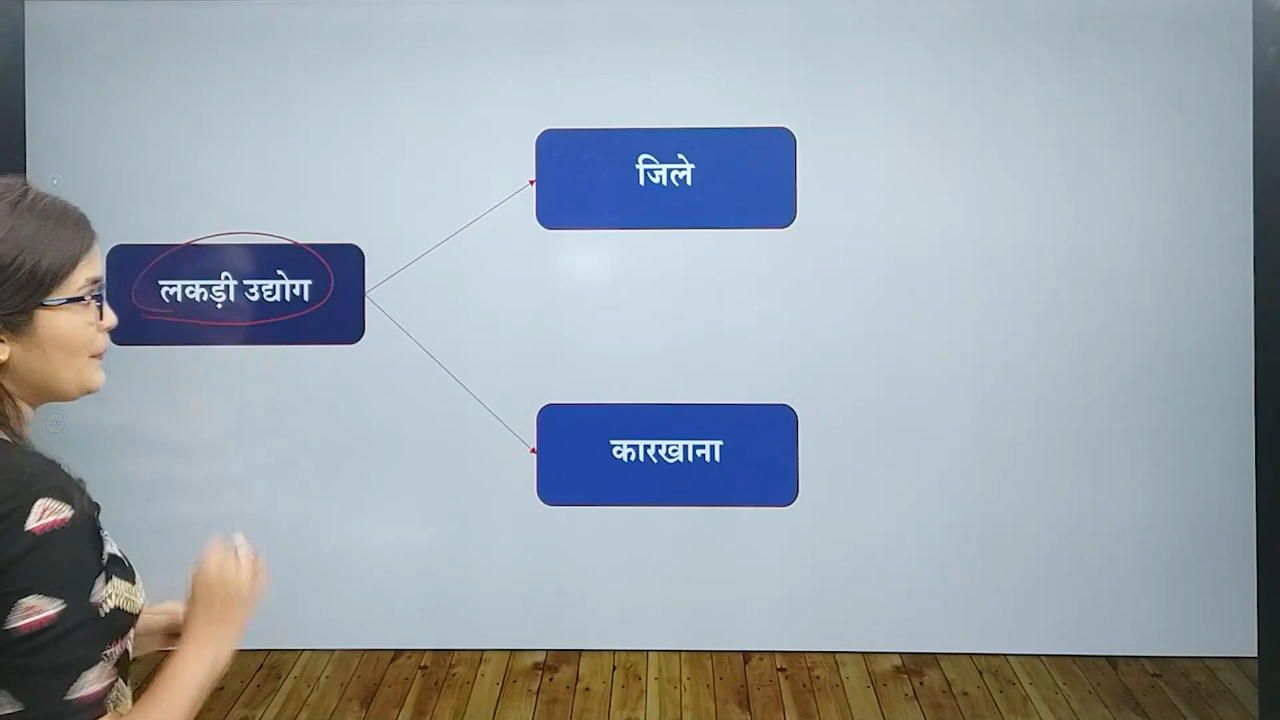 जिले
लकड़ी उद्योग
कारखाना